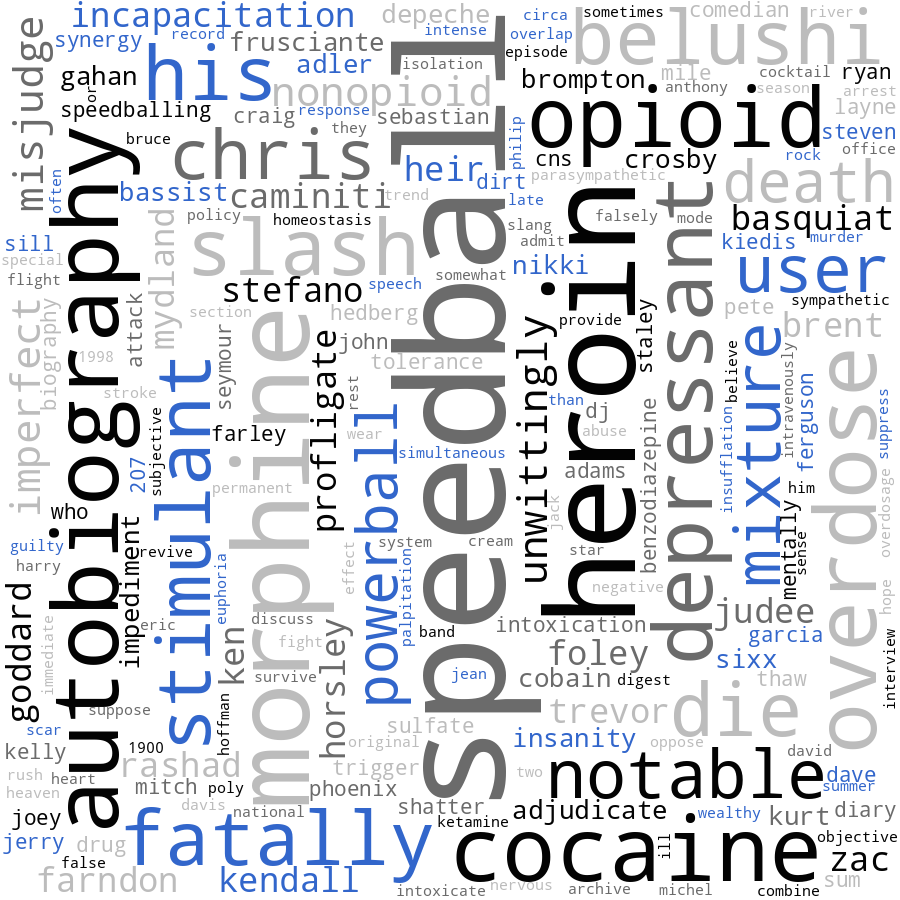 incapacitation
depeche
circa
sometimes
comedian
river
synergy
record
frusciante
intense
overlap
belushi
misjudge
gahan
his
adler
isolation
episode
brompton
mile
cocktail
ryan
nonopioid
anthony
season
arrest
or
speedballing
craig
response
sebastian
opioid
layne
they
steven
bruce
chris
philip
cns
crosby
rock
office
heir
dirt
parasympathetic
death
often
bassist
caminiti
trend
late
policy
homeostasis
slang
falsely
mode
basquiat
sill
mydland
slash
admit
kiedis
murder
special
somewhat
nikki
user
flight
stefano
speech
sympathetic
imperfect
biography
attack
section
hedberg
provide
pete
brent
autobiography
seymour
john
staley
1998
tolerance
believe
intravenously
stroke
rest
than
dj
ferguson
suppress
subjective
farley
profligate
wear
powerball
simultaneous
abuse
insufflation
mixture
207
stimulant
permanent
adams
him
who
morphine
speedball
unwittingly
heroin
benzodiazepine
depressant
overdose
overdosage
jack
mentally
sense
guilty
impediment
revive
system
cream
star
harry
euphoria
effect
palpitation
negative
hope
goddard
immediate
eric
discuss
band
intoxication
judee
ken
fight
horsley
garcia
foley
sixx
interview
survive
jean
cobain
digest
thaw
suppose
hoffman
trevor
die
scar
sulfate
kelly
1900
original
insanity
oppose
david
rush
heart
rashad
trigger
two
notable
dave
heaven
mitch
poly
phoenix
summer
davis
national
shatter
adjudicate
wealthy
kurt
diary
joey
ketamine
jerry
drug
fatally
cocaine
ill
objective
false
zac
farndon
kendall
sum
intoxicate
nervous
archive
michel
combine